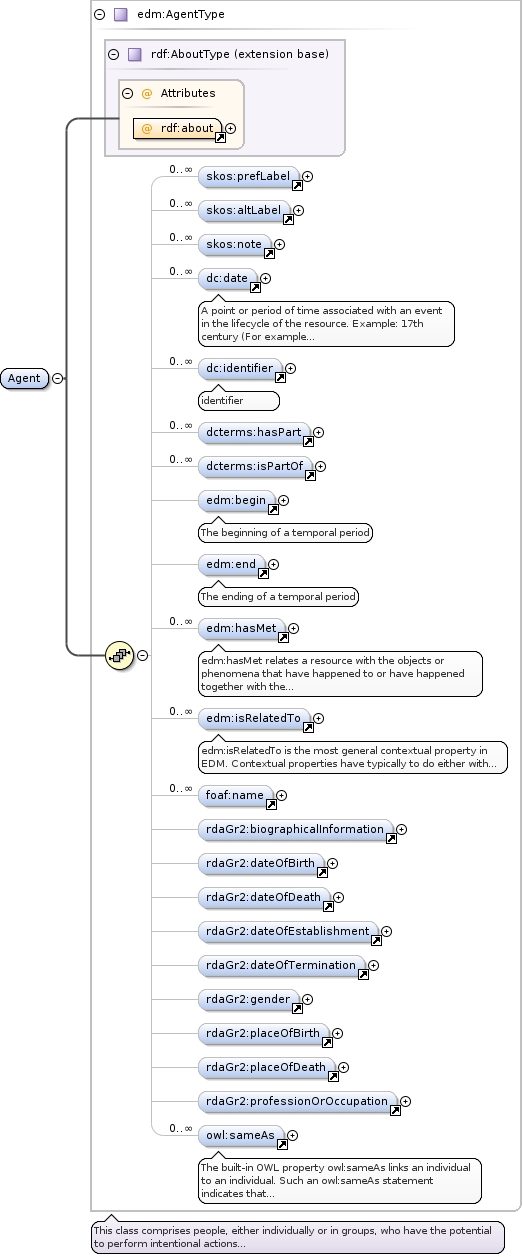 edm:AgentType
rdf:AboutType (extension base)
@ Attributes
@ rdf:about
0..∞
skos:prefLabel
0..∞
skos:altLabel
0..∞
skos:note
0..∞
dc:date
A point or period of time associated with an event
in the lifecycle of the resource. Example: 17th
century (For example...
Agent
0..∞
dc:identifier
identifier
0..∞
dcterms:hasPart
0..∞
dcterms:isPartOf
edm:begin
The beginning of a temporal period
edm:end
The ending of a temporal period
0..∞
edm:hasMet
edm:hasMet relates a resource with the objects or
phenomena that have happened to or have happened
together with the...
0..∞
edm:isRelatedTo
edm:isRelatedTo is the most general contextual property in
EDM. Contextual properties have typically to do either with...
0..∞
foaf:name
rdaGr2:biographicalInformation
rdaGr2:dateOfBirth
rdaGr2:dateOfDeath
rdaGr2:dateOfEstablishment
rdaGr2:dateOfTermination
rdaGr2:gender
rdaGr2:placeOfBirth
rdaGr2:placeOfDeath
rdaGr2:professionOrOccupation
0..∞
owl:sameAs
The built-in OWL property owl:sameAs links an individual
to an individual. Such an owl:sameAs statement
indicates that...
This class comprises people, either individually or in groups, who have the potential
to perform intentional actions...